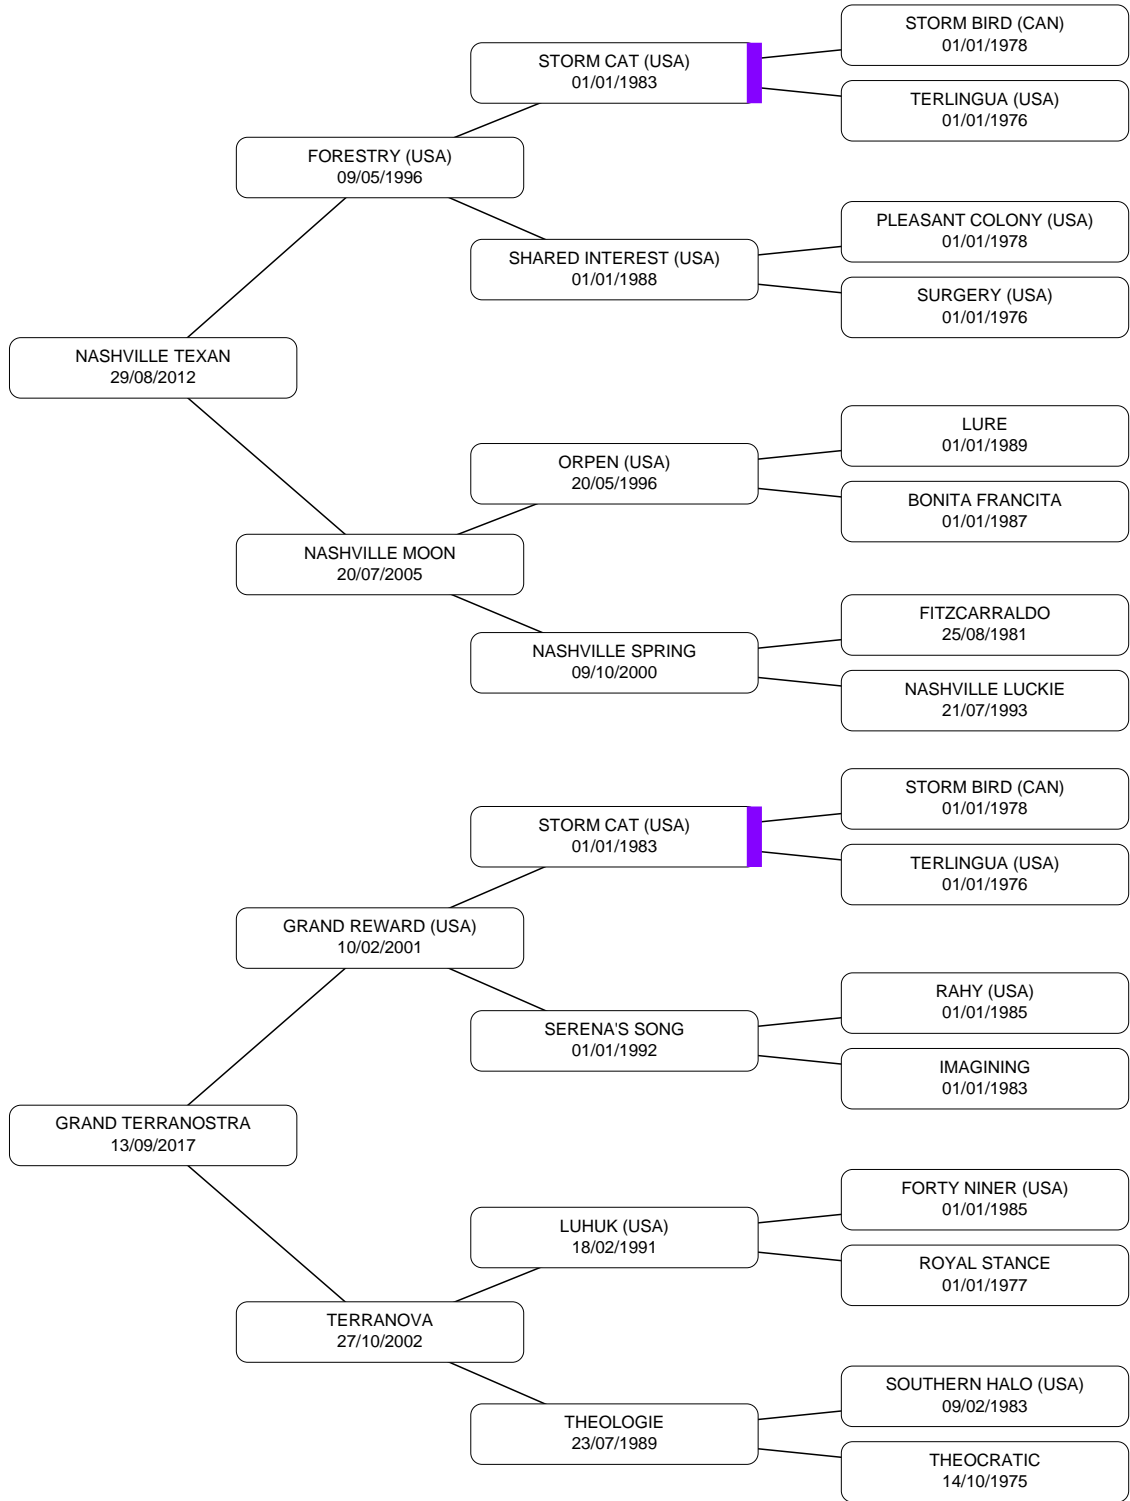 STORM BIRD (CAN)
01/01/1978
STORM CAT (USA)
01/01/1983
TERLINGUA (USA)
01/01/1976
FORESTRY (USA)
09/05/1996
PLEASANT COLONY (USA)
01/01/1978
SHARED INTEREST (USA)
01/01/1988
SURGERY (USA)
01/01/1976
NASHVILLE TEXAN
29/08/2012
LURE
01/01/1989
ORPEN (USA)
20/05/1996
BONITA FRANCITA
01/01/1987
NASHVILLE MOON
20/07/2005
FITZCARRALDO
25/08/1981
NASHVILLE SPRING
09/10/2000
NASHVILLE LUCKIE
21/07/1993
STORM BIRD (CAN)
01/01/1978
STORM CAT (USA)
01/01/1983
TERLINGUA (USA)
01/01/1976
GRAND REWARD (USA)
10/02/2001
RAHY (USA)
01/01/1985
SERENA'S SONG
01/01/1992
IMAGINING
01/01/1983
GRAND TERRANOSTRA
13/09/2017
FORTY NINER (USA)
01/01/1985
LUHUK (USA)
18/02/1991
ROYAL STANCE
01/01/1977
TERRANOVA
27/10/2002
SOUTHERN HALO (USA)
09/02/1983
THEOLOGIE
23/07/1989
THEOCRATIC
14/10/1975